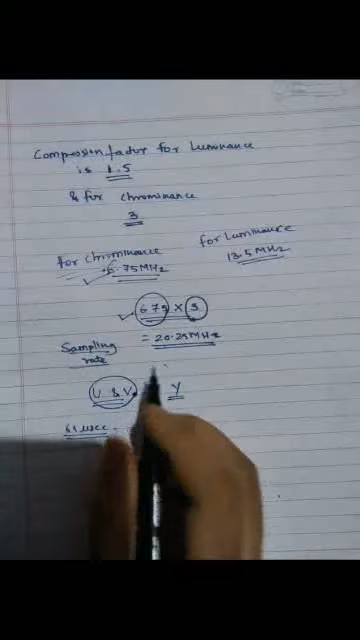 Compression factor for luminance
is 1.5
& for chrominance
3
for chrominance
6.75MHz
for luminance
13.5MHz
6.75 × 3
= 20.25MHz
Sampling
rate
U & V
Y